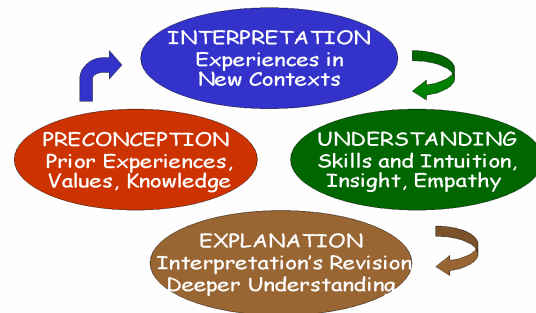 INTERPRETATION
Experiences in
New Contexts
PRECONCEPTION
Prior Experiences,
Values, Knowledge
UNDERSTANDING
Skills and Intuition,
Insight, Empathy
EXPLANATION
Interpretation's Revision
Deeper Understanding